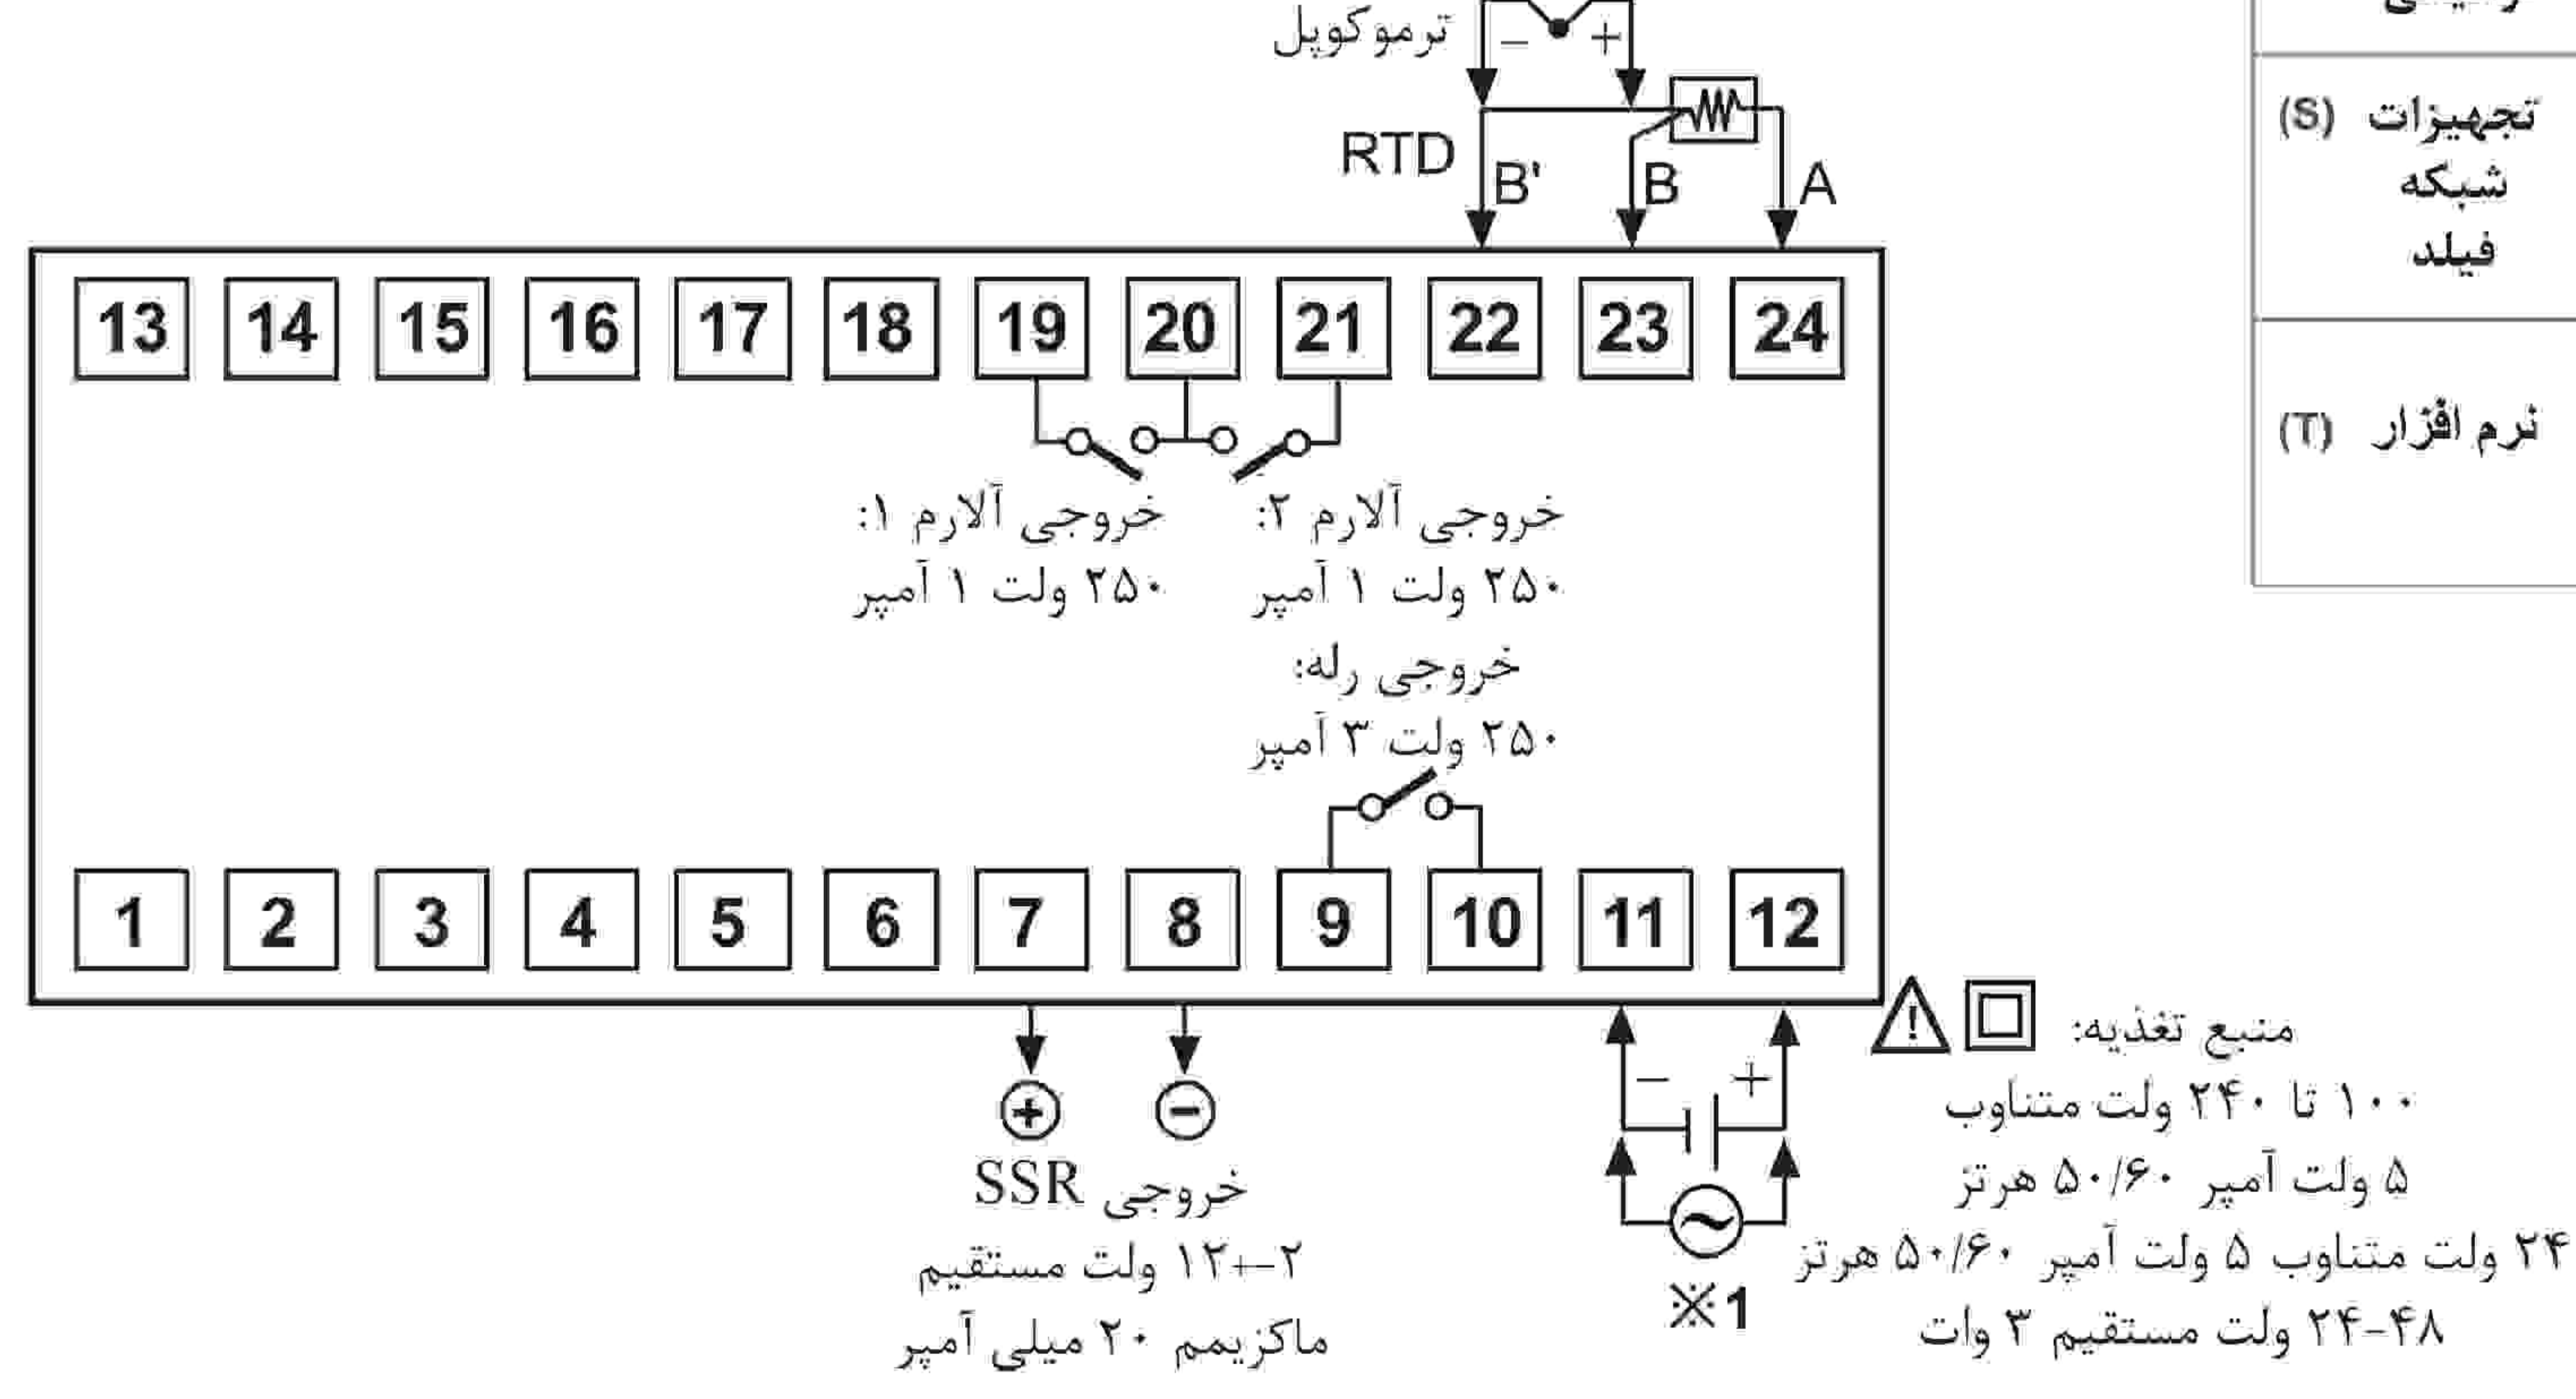 ترموکوپل
− +
RTD B' B A
13 14 15 16 17 18 19 20 21 22 23 24
خروجی آلارم ۱:
۲۵۰ ولت ۱ آمپر
خروجی آلارم ۲:
۲۵۰ ولت ۱ آمپر
خروجی رله:
۲۵۰ ولت ۳ آمپر
1 2 3 4 5 6 7 8 9 10 11 12
+ −
خروجی SSR
۱۲+−۲ ولت مستقیم
ماکزیمم ۲۰ میلی آمپر
− +
~
※1
!
منبع تغذیه:
۱۰۰ تا ۲۴۰ ولت متناوب
۵ ولت آمپر ۵۰/۶۰ هرتز
۲۴ ولت متناوب ۵ ولت آمپر ۵۰/۶۰ هرتز
۲۴-۴۸ ولت مستقیم ۳ وات
(S) تجهیزات
شبکه
فیلد
(T) نرم افزار